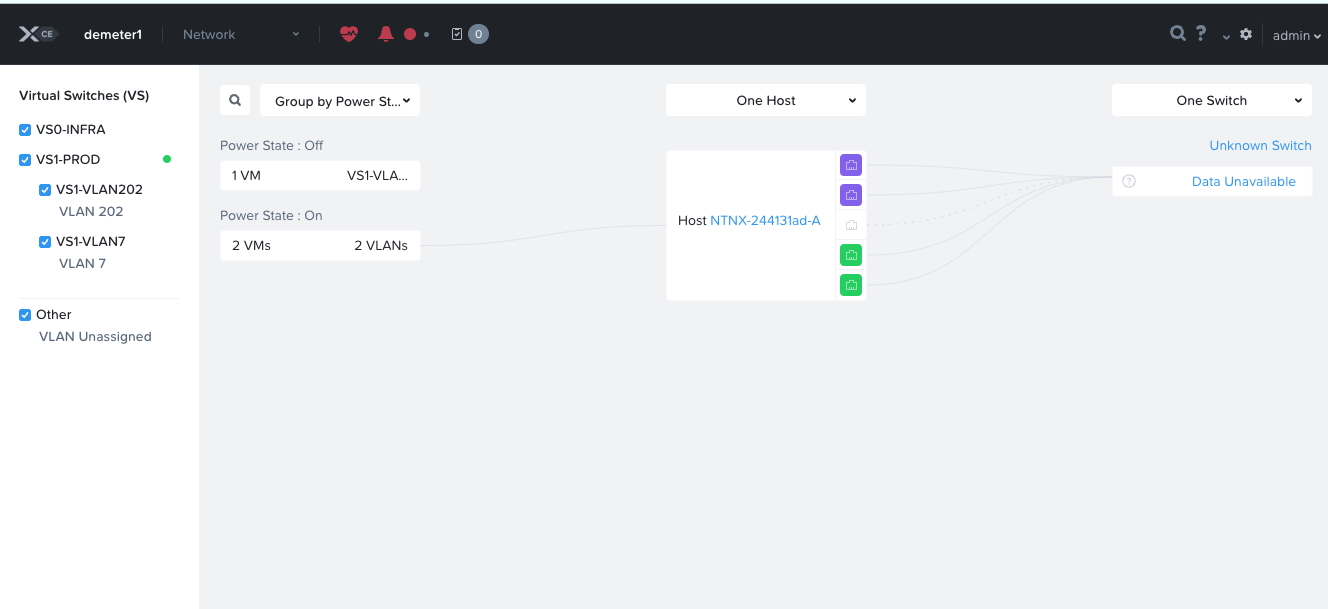 X CE
demeter1
Network
0
?
admin
Virtual Switches (VS)
VS0-INFRA
VS1-PROD
VS1-VLAN202
VLAN 202
VS1-VLAN7
VLAN 7
Other
VLAN Unassigned
Group by Power St...
One Host
One Switch
Power State : Off
1 VM VS1-VLA...
Power State : On
2 VMs 2 VLANs
Host NTNX-244131ad-A
Unknown Switch
? Data Unavailable